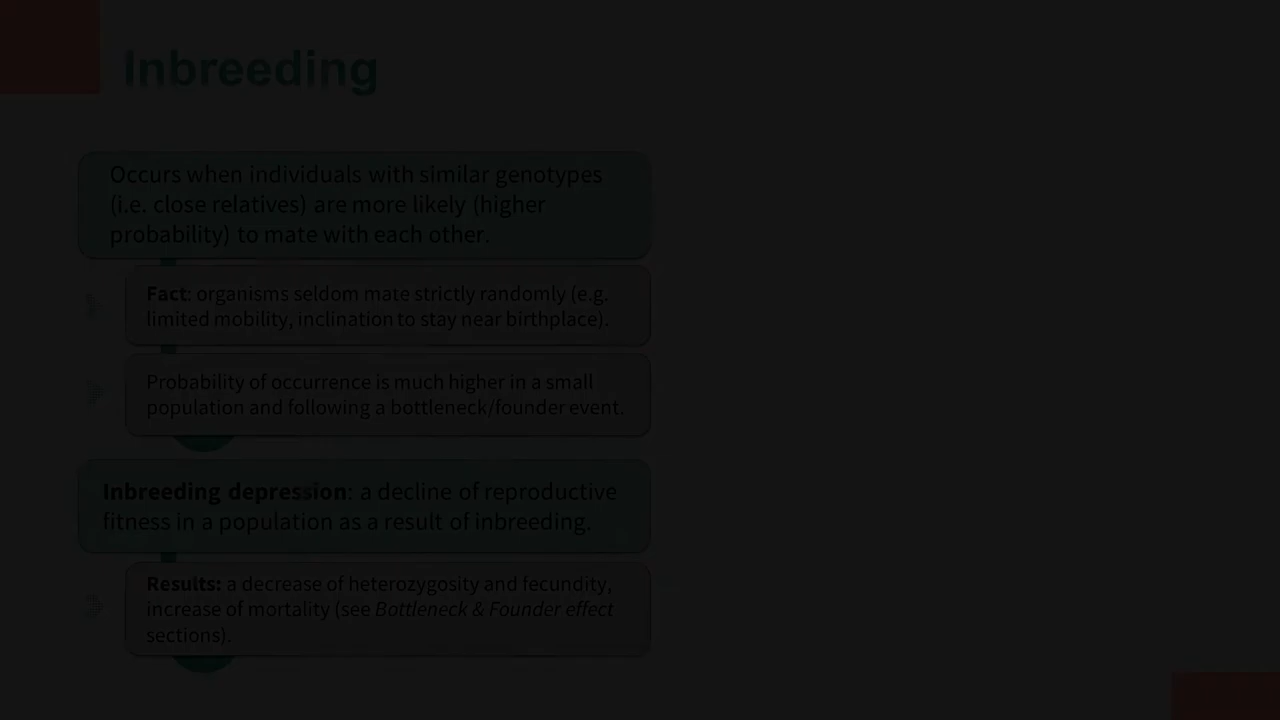 Inbreeding
Occurs when individuals with similar genotypes
(i.e. close relatives) are more likely (higher
probability) to mate with each other.
Fact: organisms seldom mate strictly randomly (e.g.
limited mobility, inclination to stay near birthplace).
Probability of occurrence is much higher in a small
population and following a bottleneck/founder event.
Inbreeding depression: a decline of reproductive
fitness in a population as a result of inbreeding.
Results: a decrease of heterozygosity and fecundity,
increase of mortality (see Bottleneck & Founder effect
sections).